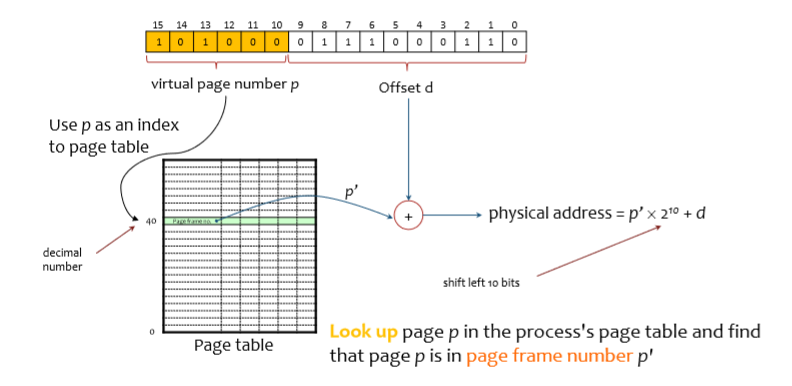 15 14 13 12 11 10 9 8 7 6 5 4 3 2 1 0
1 0 1 0 0 0 0 1 1 1 0 0 0 1 1 0
virtual page number p
Offset d
Use p as an index
to page table
p'
40
Page frame no.
+
physical address = p' × 2¹⁰ + d
decimal
number
shift left 10 bits
0
Page table
Look up page p in the process's page table and find
that page p is in page frame number p'